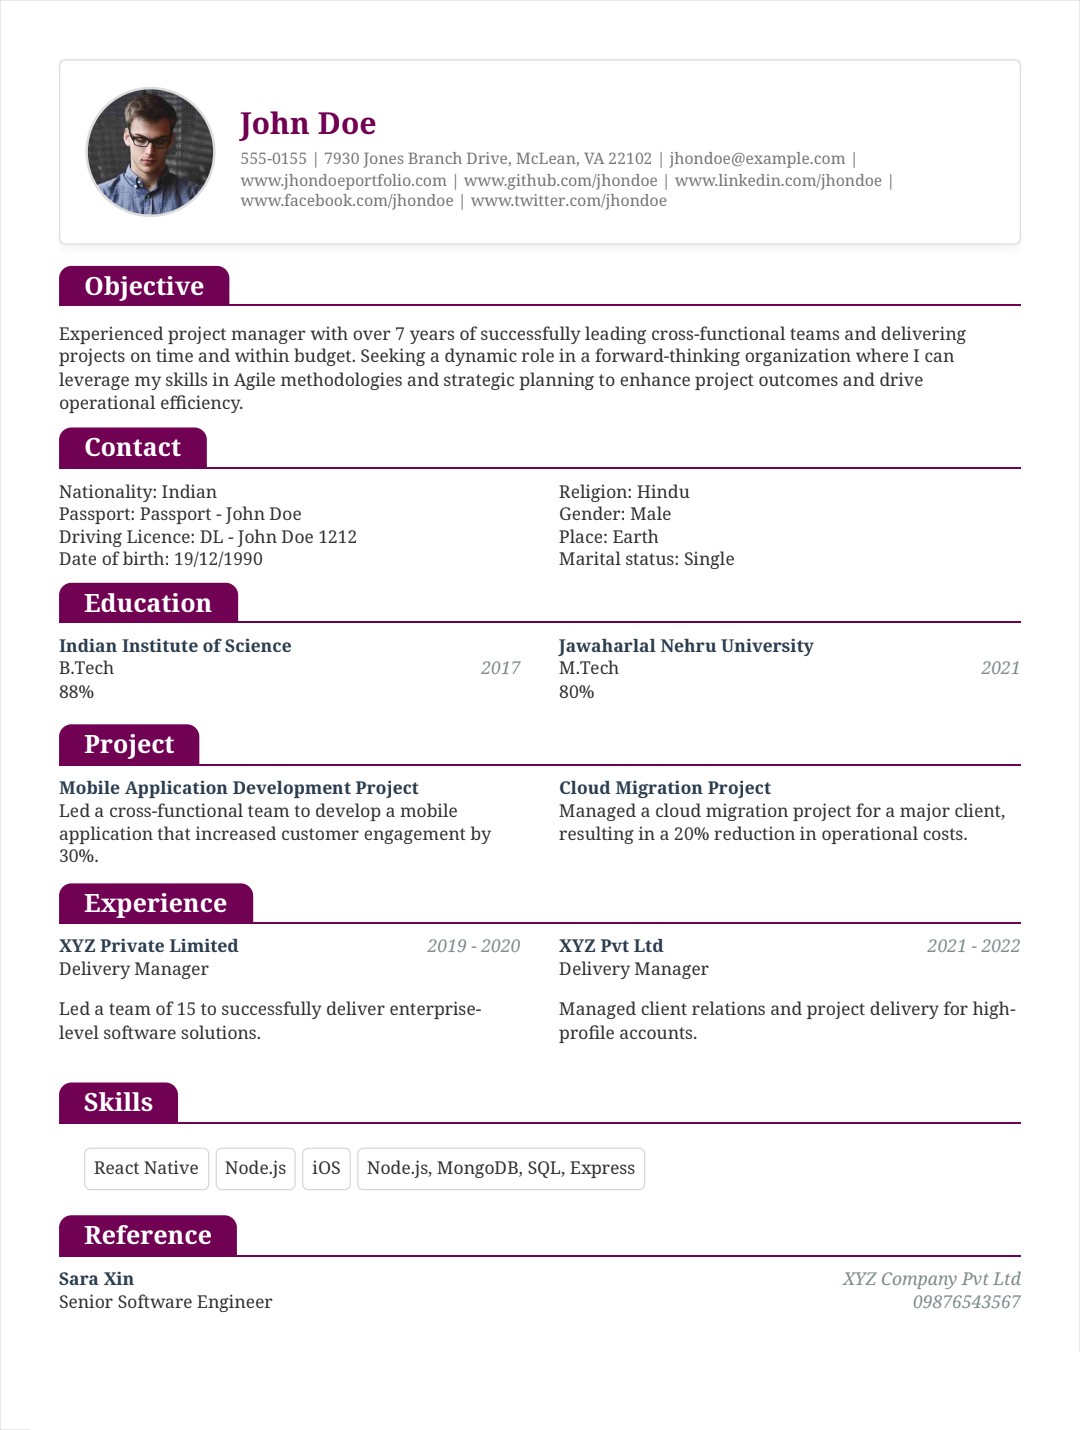 John Doe
555-0155 | 7930 Jones Branch Drive, McLean, VA 22102 | jhondoe@example.com |
www.jhondoeportfolio.com | www.github.com/jhondoe | www.linkedin.com/jhondoe |
www.facebook.com/jhondoe | www.twitter.com/jhondoe
Objective
Experienced project manager with over 7 years of successfully leading cross-functional teams and delivering
projects on time and within budget. Seeking a dynamic role in a forward-thinking organization where I can
leverage my skills in Agile methodologies and strategic planning to enhance project outcomes and drive
operational efficiency.
Contact
Nationality: Indian
Passport: Passport - John Doe
Driving Licence: DL - John Doe 1212
Date of birth: 19/12/1990
Religion: Hindu
Gender: Male
Place: Earth
Marital status: Single
Education
Indian Institute of Science
B.Tech 2017
88%
Jawaharlal Nehru University
M.Tech 2021
80%
Project
Mobile Application Development Project
Led a cross-functional team to develop a mobile
application that increased customer engagement by
30%.
Cloud Migration Project
Managed a cloud migration project for a major client,
resulting in a 20% reduction in operational costs.
Experience
XYZ Private Limited 2019 - 2020
Delivery Manager
Led a team of 15 to successfully deliver enterprise-
level software solutions.
XYZ Pvt Ltd 2021 - 2022
Delivery Manager
Managed client relations and project delivery for high-
profile accounts.
Skills
React Native Node.js iOS Node.js, MongoDB, SQL, Express
Reference
Sara Xin XYZ Company Pvt Ltd
Senior Software Engineer 09876543567